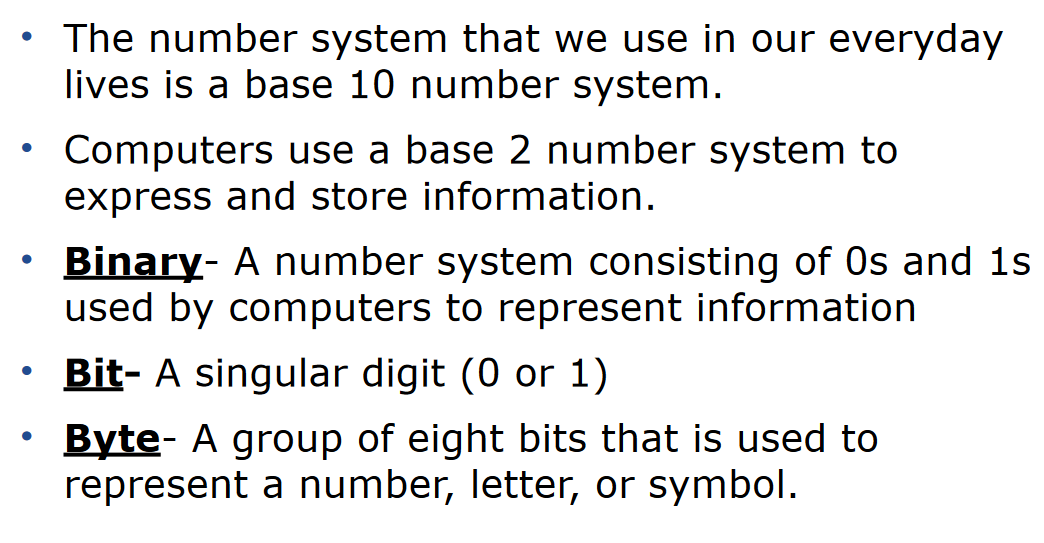 • The number system that we use in our everyday
lives is a base 10 number system.
• Computers use a base 2 number system to
express and store information.
• Binary- A number system consisting of 0s and 1s
used by computers to represent information
• Bit- A singular digit (0 or 1)
• Byte- A group of eight bits that is used to
represent a number, letter, or symbol.